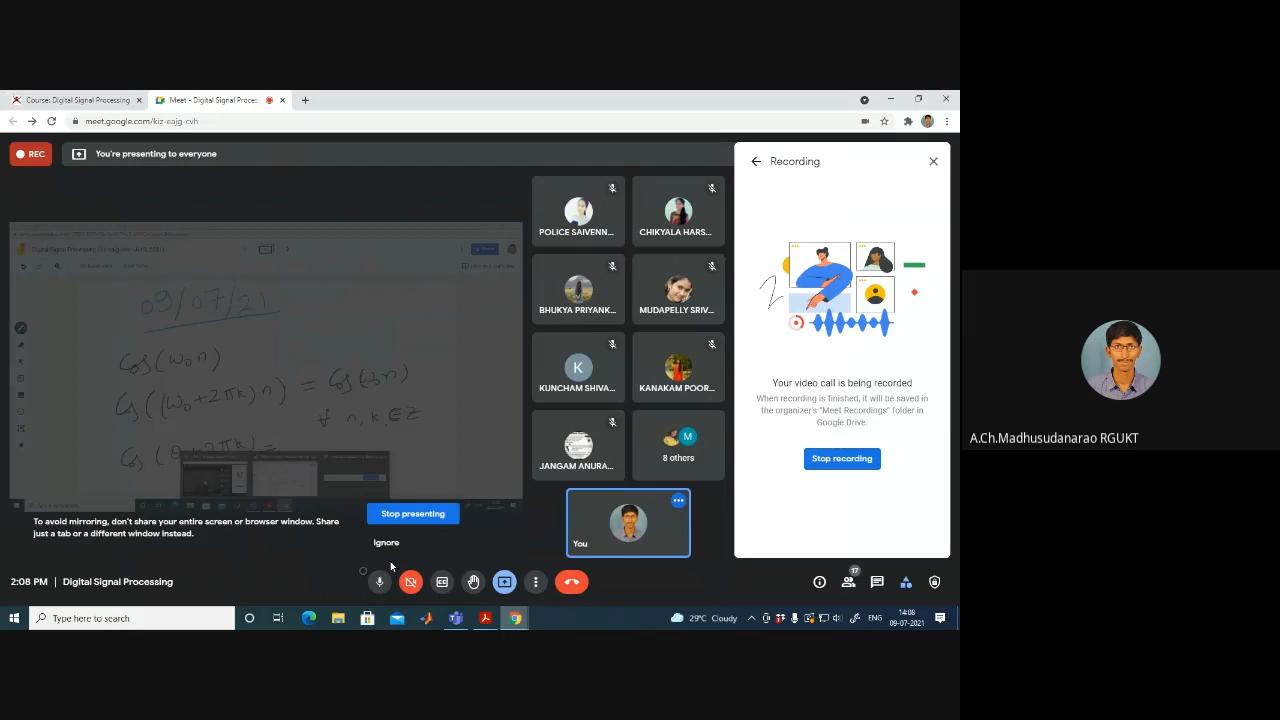 Course: Digital Signal Processing
Meet - Digital Signal Proces:
meet.google.com/kiz-eajg-cvh
REC
You're presenting to everyone
Recording
POLICE SAIVENN...
CHIKYALA HARS...
BHUKYA PRIYANK...
MUDAPELLY SRIV...
K
KUNCHAM SHIVA...
KANAKAM POOR...
JANGAM ANURA...
M
8 others
You
09/07/21
Cos(ω₀n)
Cos((ω₀+2πk)n) = Cos(ω₀n)
∀ n, k ∈ Z
Cos(θ+2πk) =
2
Your video call is being recorded
When recording is finished, it will be saved in
the organizer's "Meet Recordings" folder in
Google Drive.
Stop recording
To avoid mirroring, don't share your entire screen or browser window. Share
just a tab or a different window instead.
Stop presenting
Ignore
2:08 PM | Digital Signal Processing
17
Type here to search
29°C Cloudy
ENG
14:08
09-07-2021
A.Ch.Madhusudanarao RGUKT